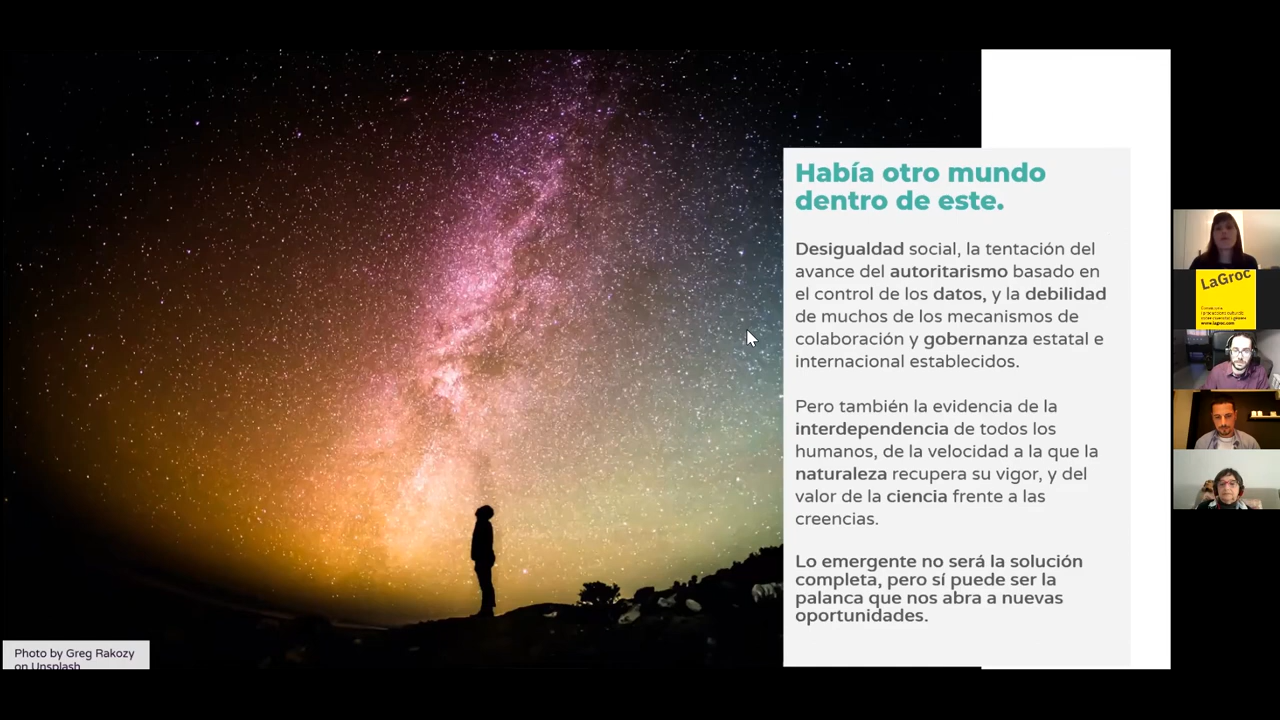 Había otro mundo
dentro de este.
Desigualdad social, la tentación del
avance del autoritarismo basado en
el control de los datos, y la debilidad
de muchos de los mecanismos de
colaboración y gobernanza estatal e
internacional establecidos.
Pero también la evidencia de la
interdependencia de todos los
humanos, de la velocidad a la que la
naturaleza recupera su vigor, y del
valor de la ciencia frente a las
creencias.
Lo emergente no será la solución
completa, pero sí puede ser la
palanca que nos abra a nuevas
oportunidades.
Photo by Greg Rakozy
on Unsplash
LaGroc
www.lagroc.com